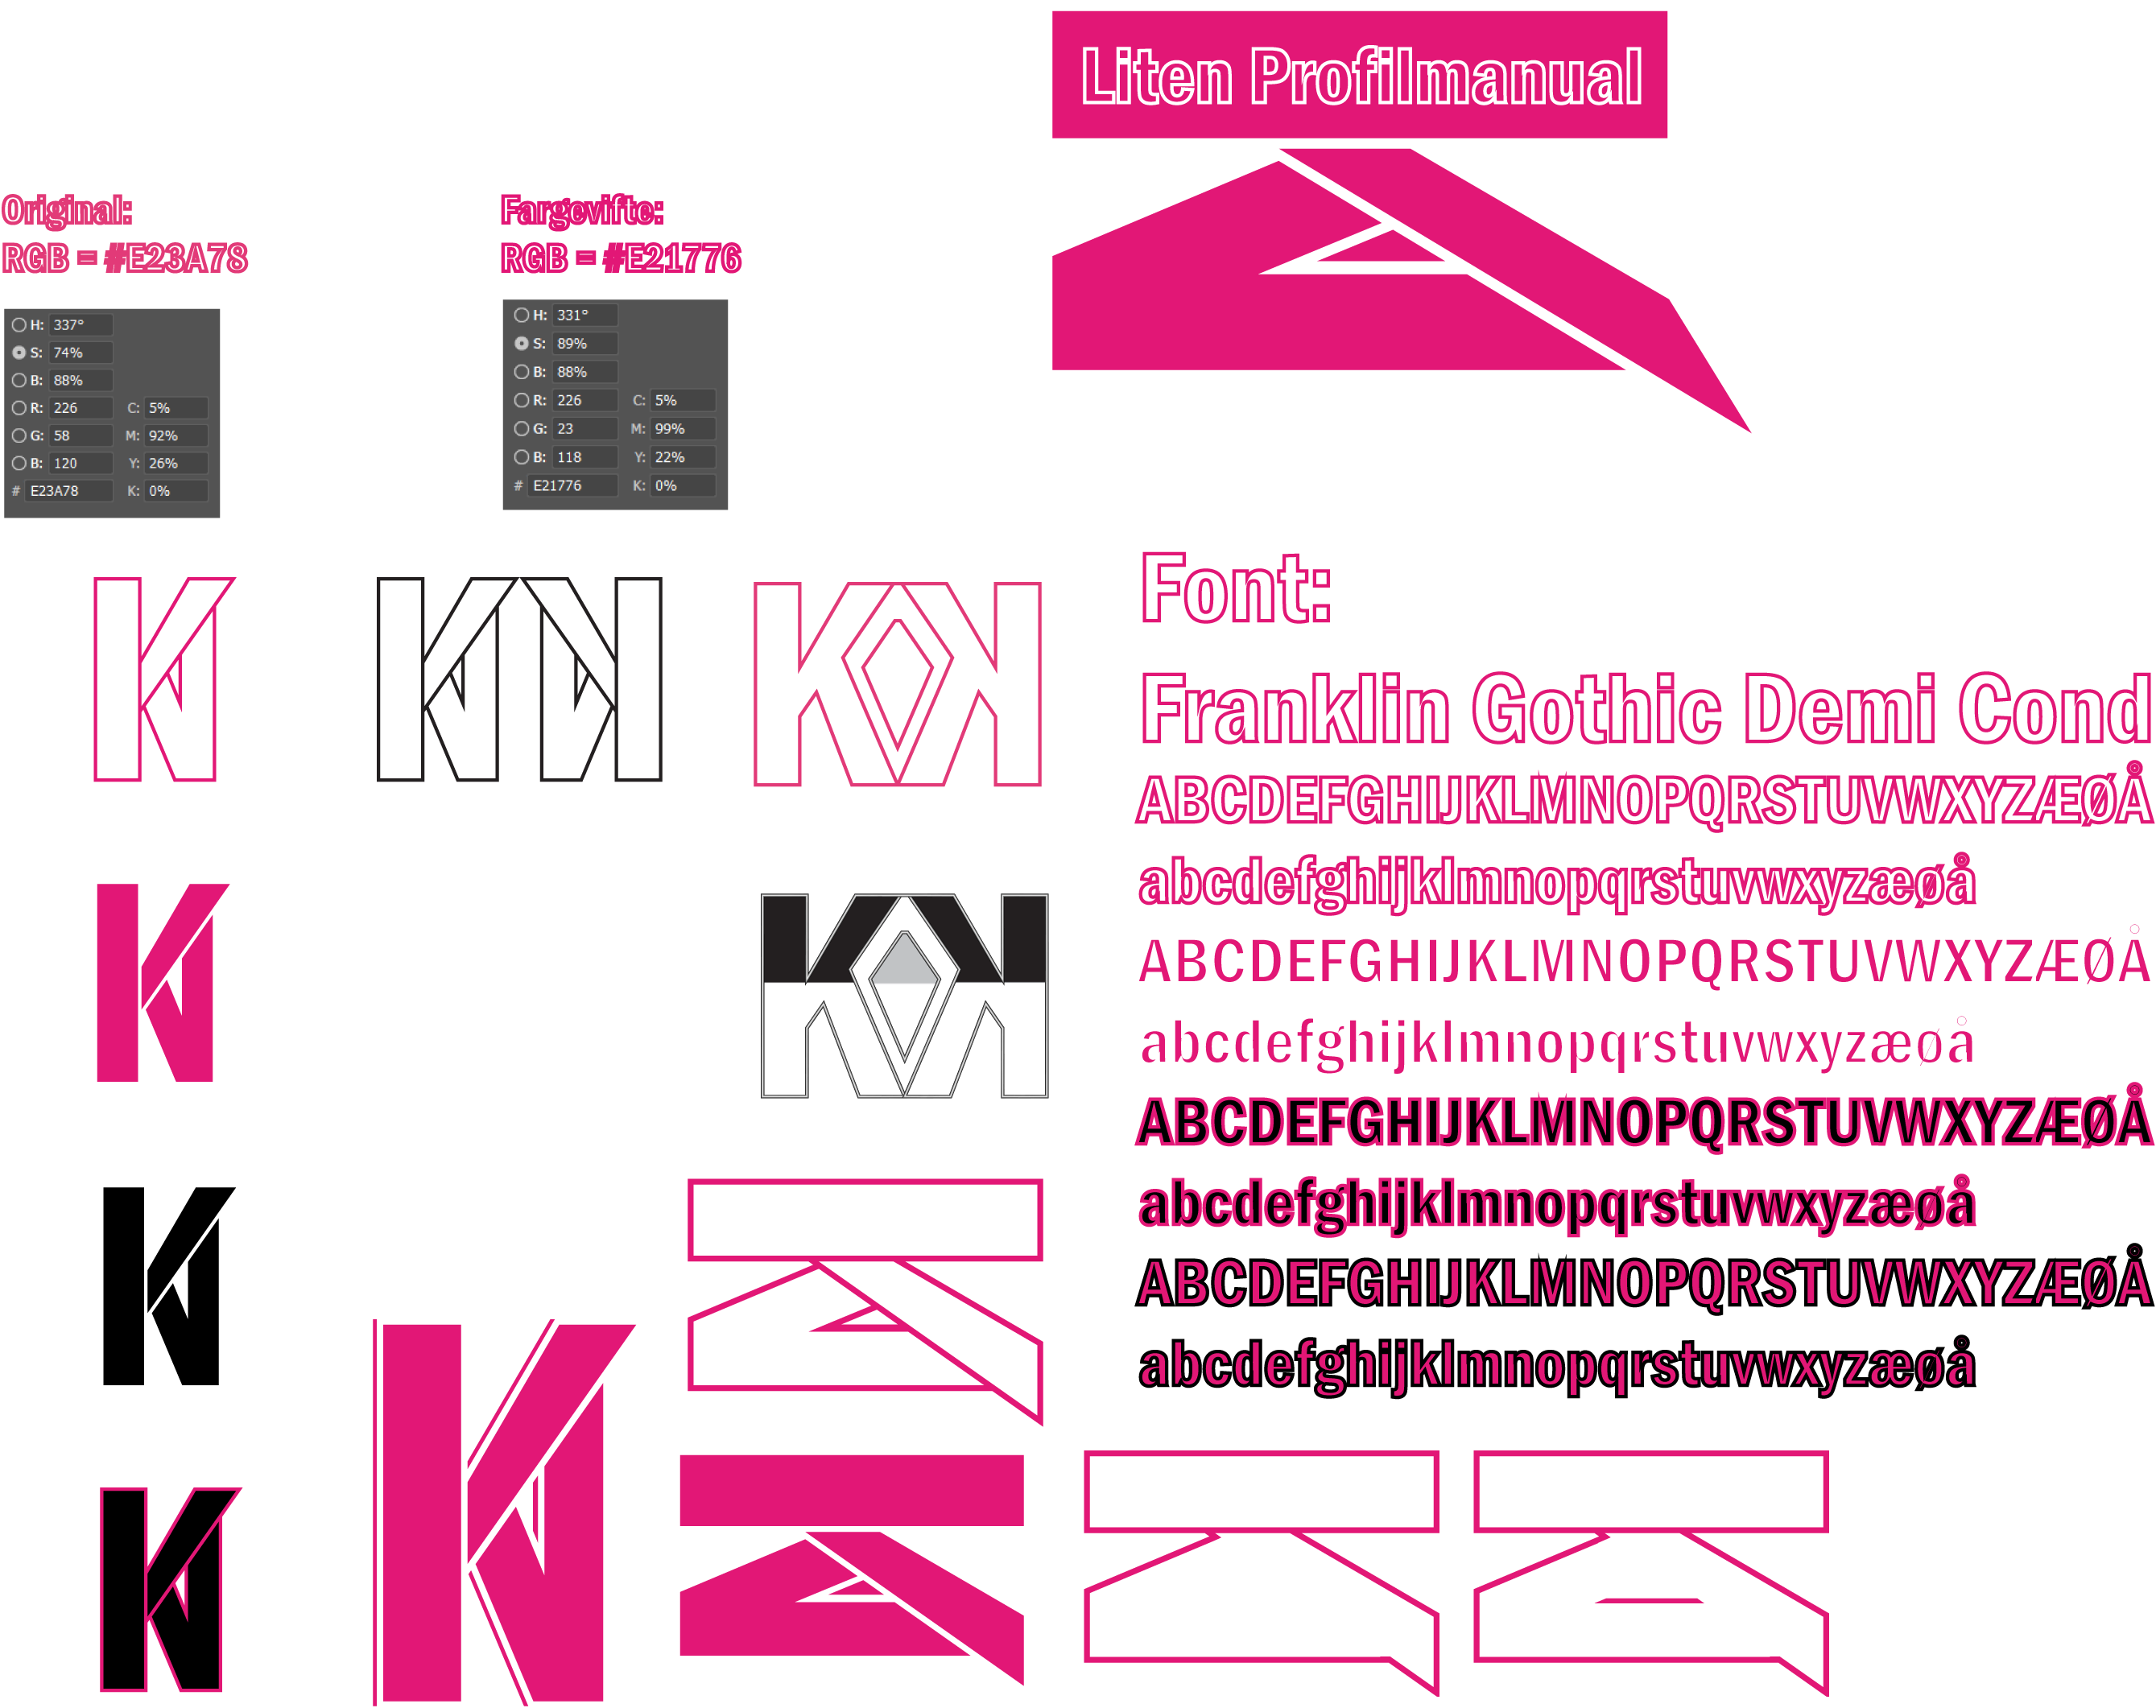 Liten Profilmanual
Original:
RGB = #E23A78
H: 337°
S: 74%
B: 88%
R: 226 C: 5%
G: 58 M: 92%
B: 120 Y: 26%
# E23A78 K: 0%
Fargovifte:
RGB = #E21776
H: 331°
S: 89%
B: 88%
R: 226 C: 5%
G: 23 M: 99%
B: 118 Y: 22%
# E21776 K: 0%
Font:
Franklin Gothic Demi Cond
ABCDEFGHIJKLMNOPQRSTUVWXYZÆØÅ
abcdefghijklmnopqrstuvwxyzæøå
ABCDEFGHIJKLMNOPQRSTUVWXYZÆØÅ
abcdefghijklmnopqrstuvwxyzæøå
ABCDEFGHIJKLMNOPQRSTUVWXYZÆØÅ
abcdefghijklmnopqrstuvwxyzæøå
ABCDEFGHIJKLMNOPQRSTUVWXYZÆØÅ
abcdefghijklmnopqrstuvwxyzæøå